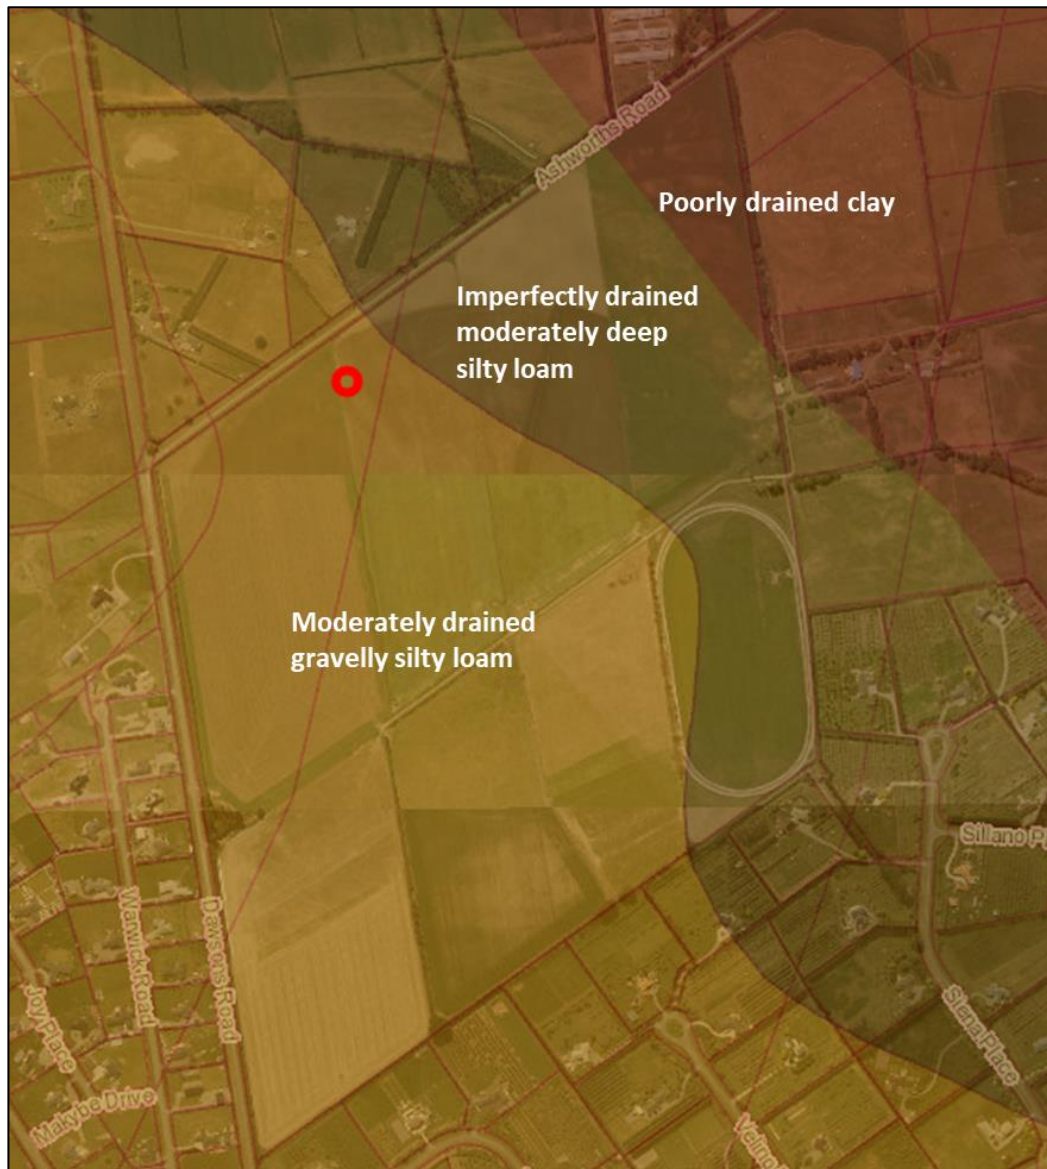 Ashworths Road
Poorly drained clay
Imperfectly drained
moderately deep
silty loam
Moderately drained
gravelly silty loam
Sillano P
Warwick Road
Dawsons Road
Joy Place
Siena Place
Makybe Drive